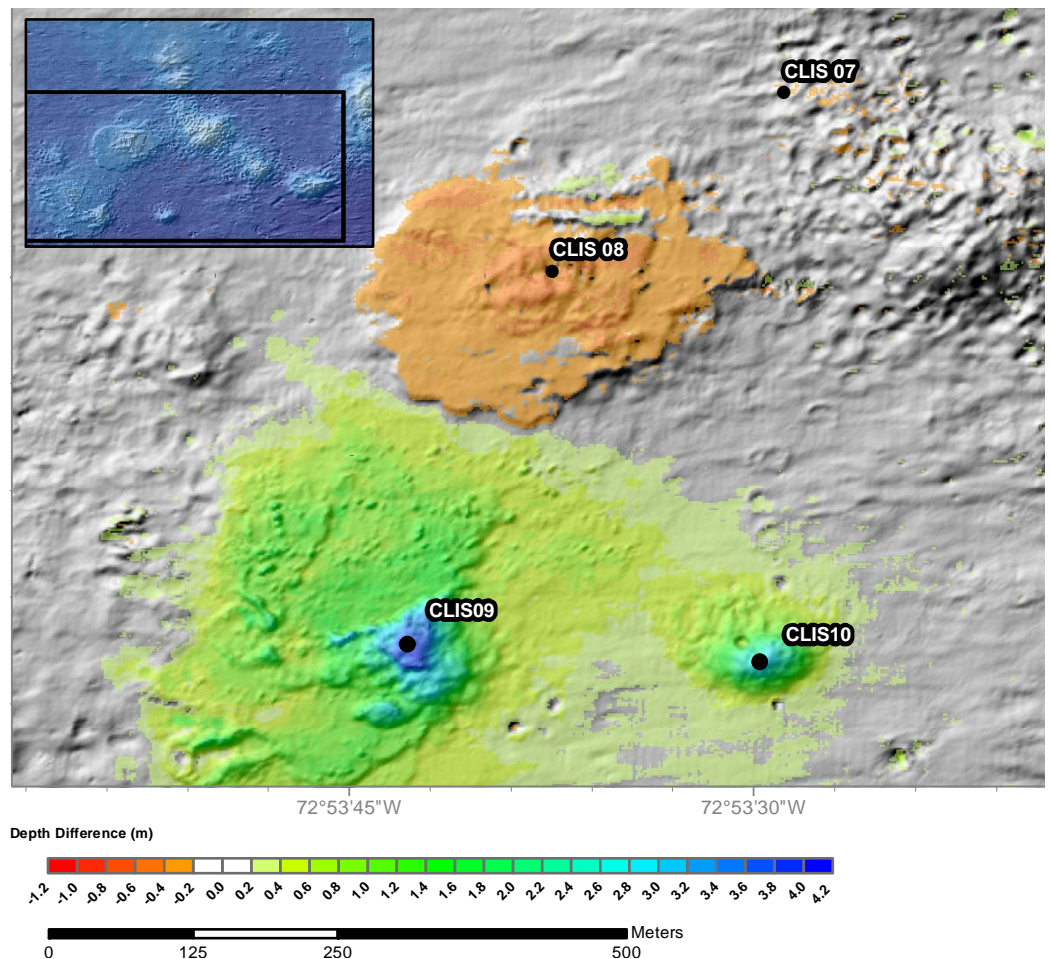 CLIS 07
CLIS 08
CLIS09
CLIS10
72°53'45"W 72°53'30"W
Depth Difference (m)
-1.2 -1.0 -0.8 -0.6 -0.4 -0.2 0.0 0.2 0.4 0.6 0.8 1.0 1.2 1.4 1.6 1.8 2.0 2.2 2.4 2.6 2.8 3.0 3.2 3.4 3.6 3.8 4.0 4.2
Meters
0 125 250 500